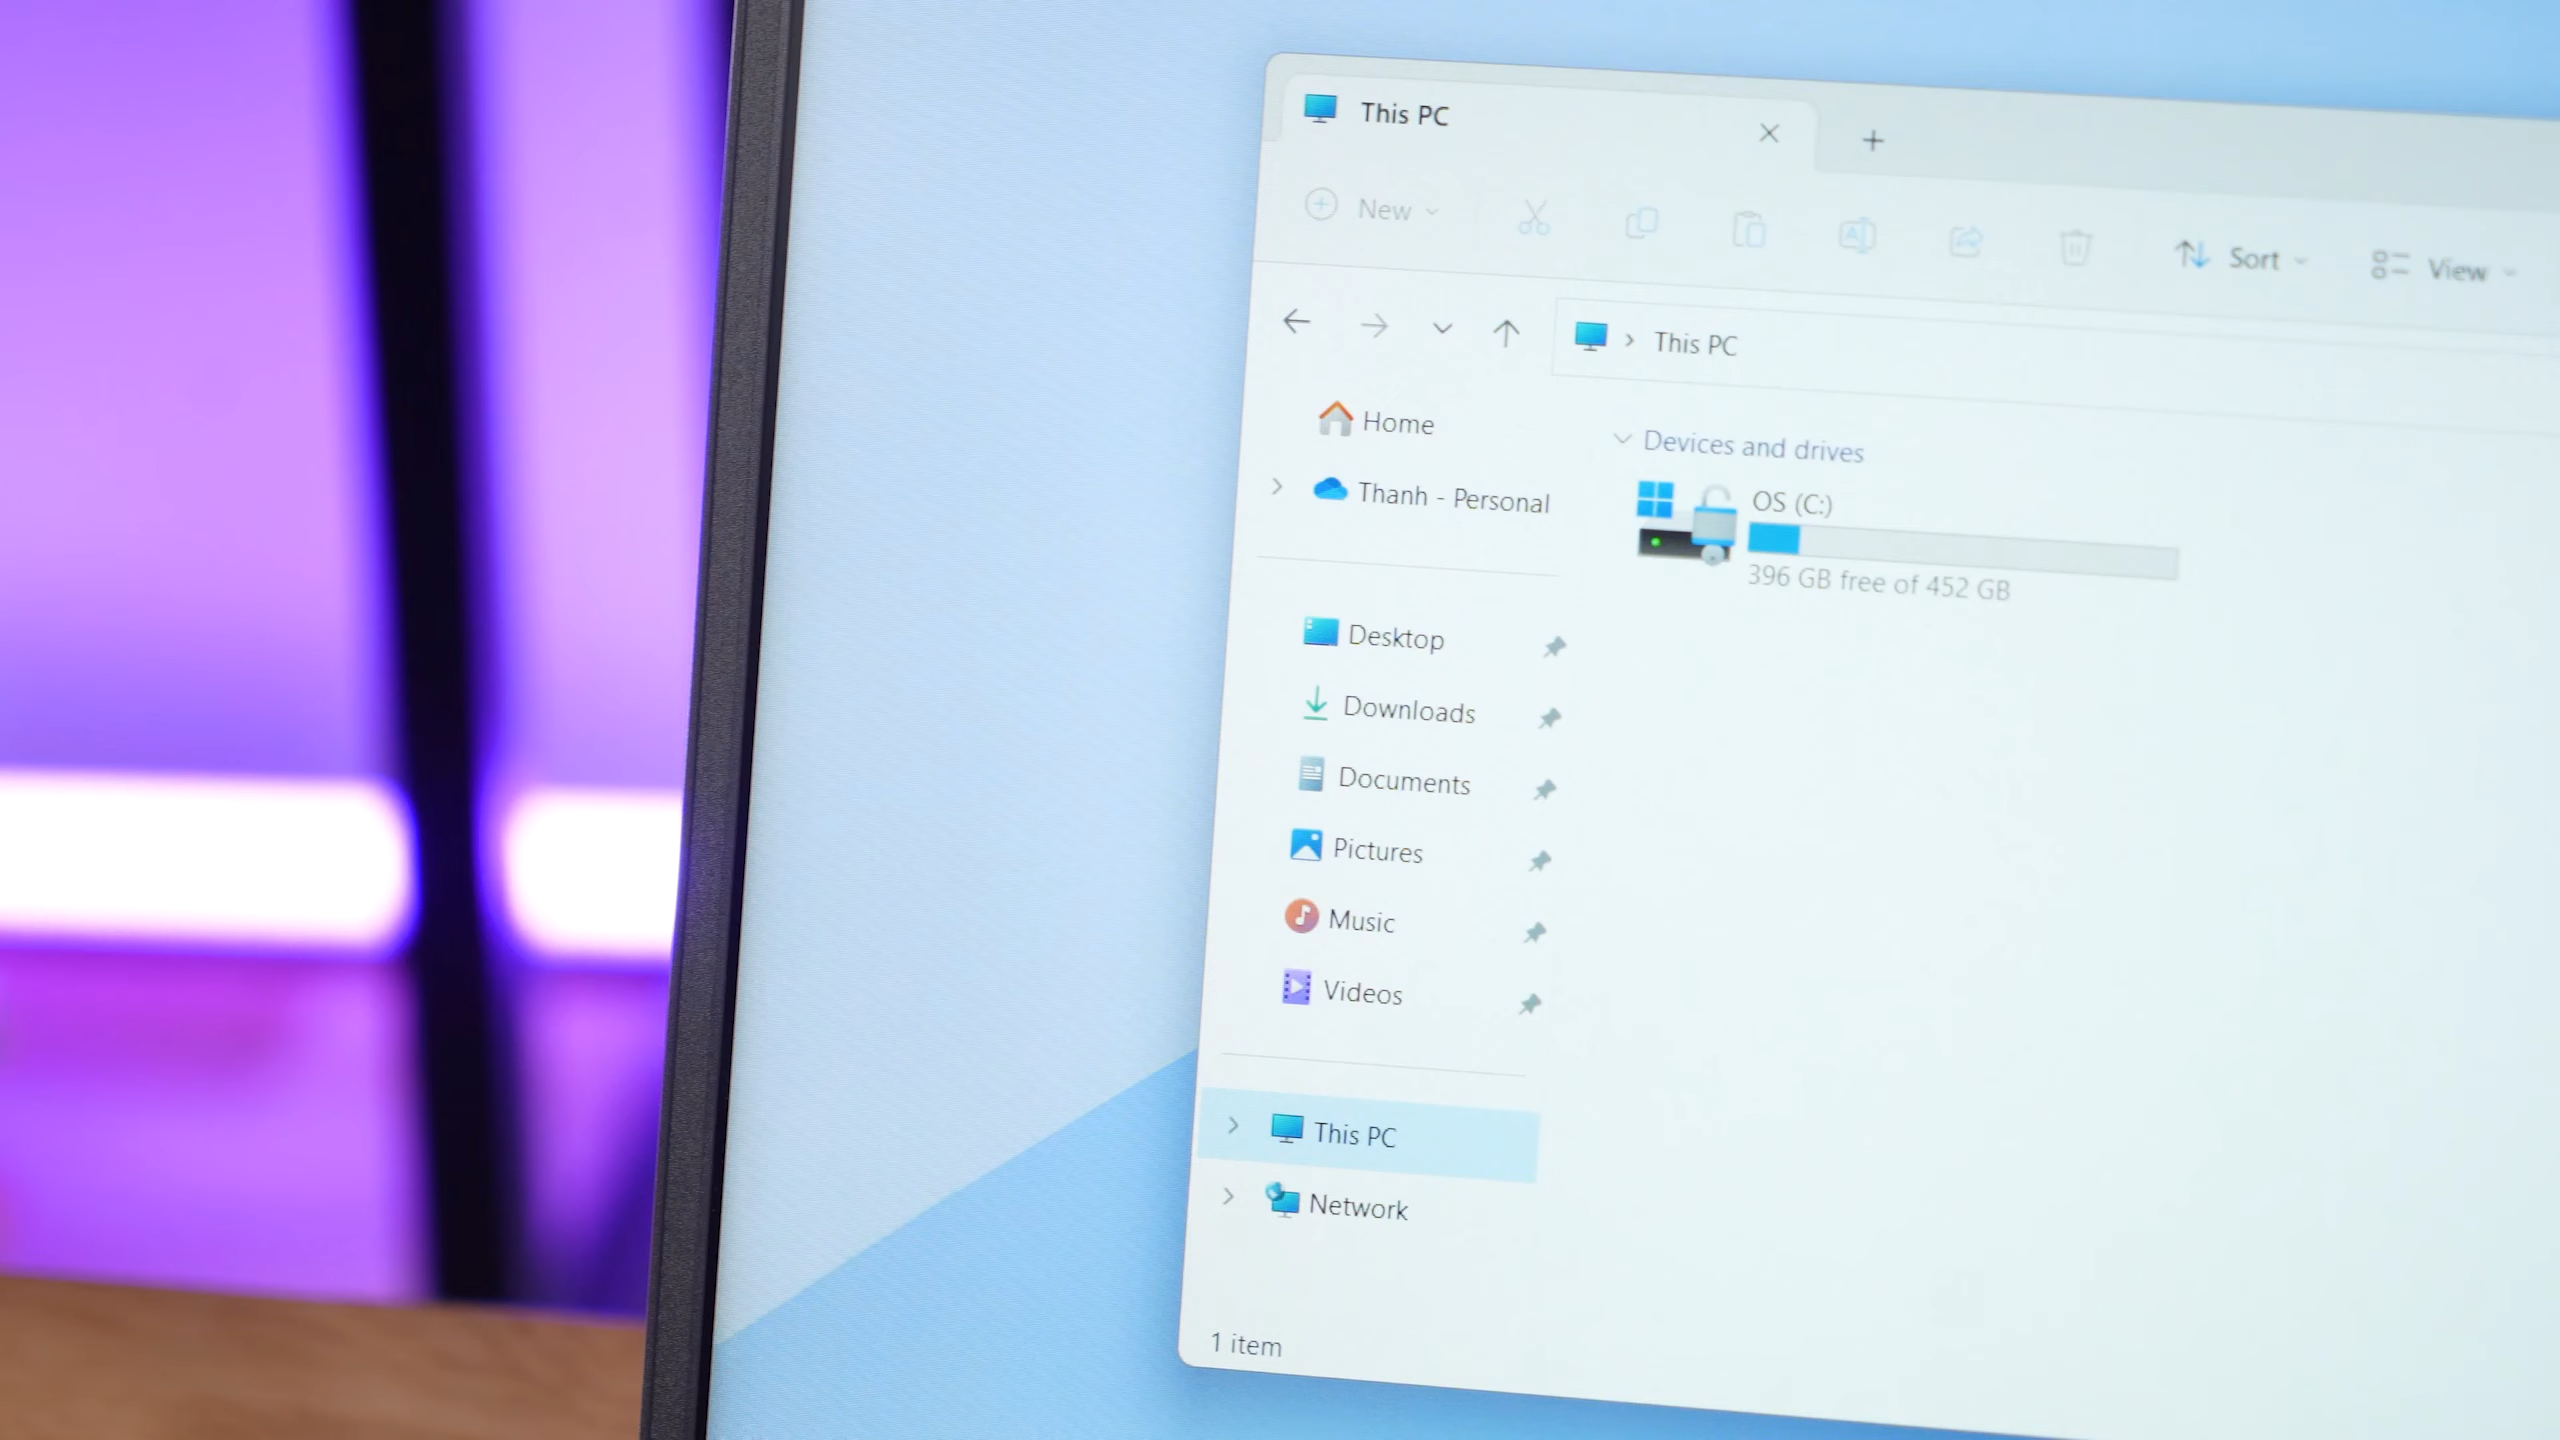 This PC
New
Sort
View
This PC
Home
Thanh - Personal
Desktop
Downloads
Documents
Pictures
Music
Videos
This PC
Network
Devices and drives
OS (C:)
396 GB free of 452 GB
1 item